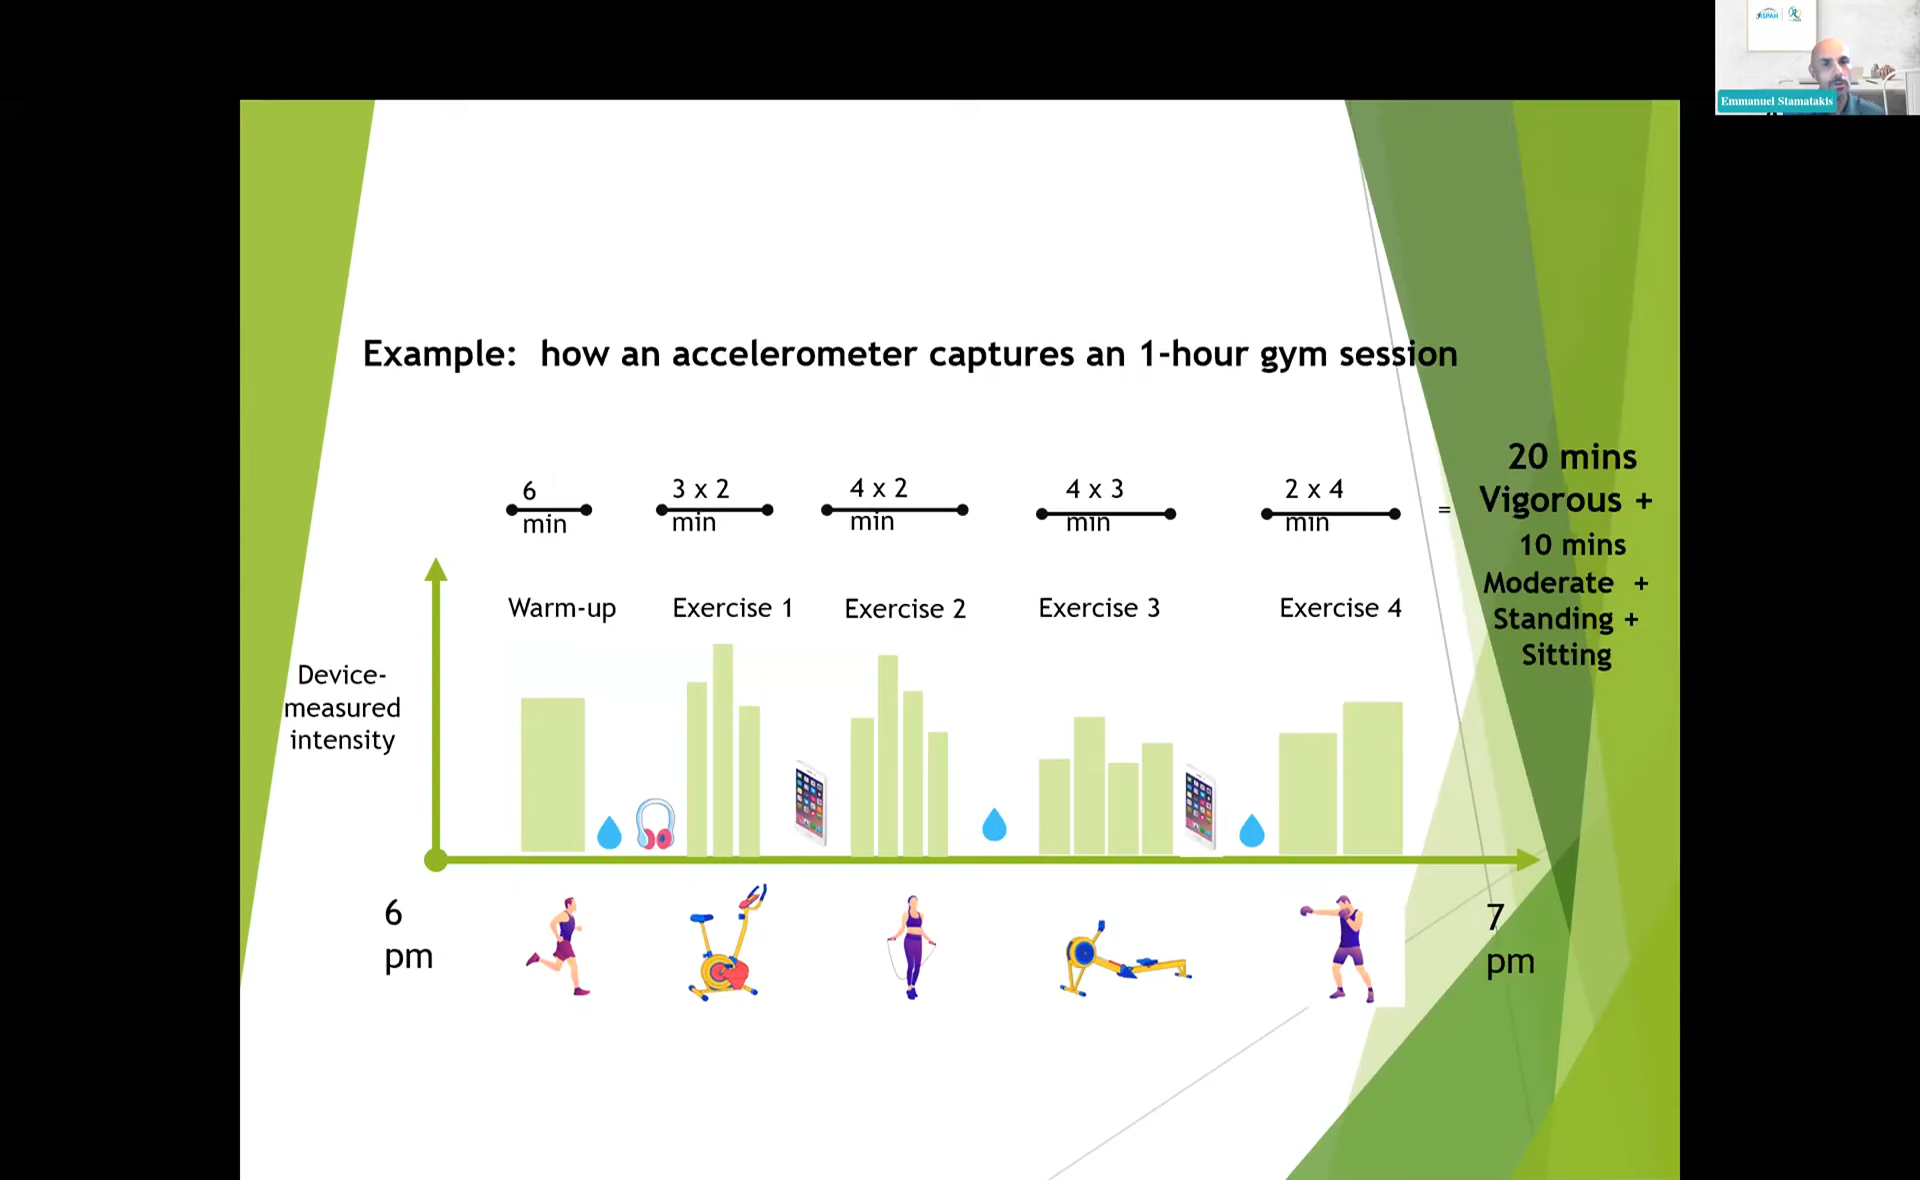 ISPAH
Emmanuel Stamatakis
Example: how an accelerometer captures an 1-hour gym session
6
min
3 x 2
min
4 x 2
min
4 x 3
min
2 x 4
min
=
20 mins
Vigorous +
10 mins
Moderate +
Standing +
Sitting
Warm-up
Exercise 1
Exercise 2
Exercise 3
Exercise 4
Device-
measured
intensity
6
pm
7
pm